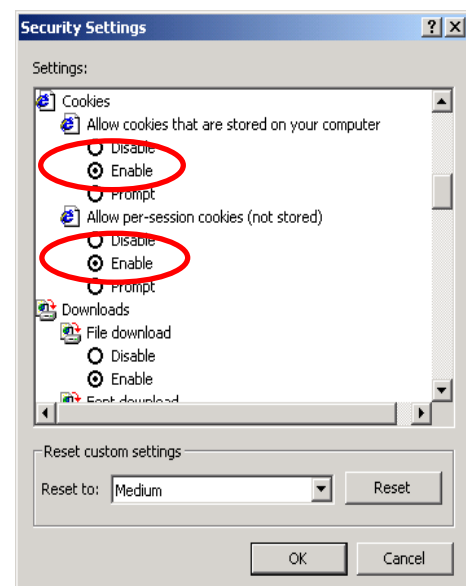 Security Settings
Settings:
Cookies
Allow cookies that are stored on your computer
Disable
Enable
Prompt
Allow per-session cookies (not stored)
Disable
Enable
Prompt
Downloads
File download
Disable
Enable
Font download
Reset custom settings
Reset to: Medium Reset
OK Cancel